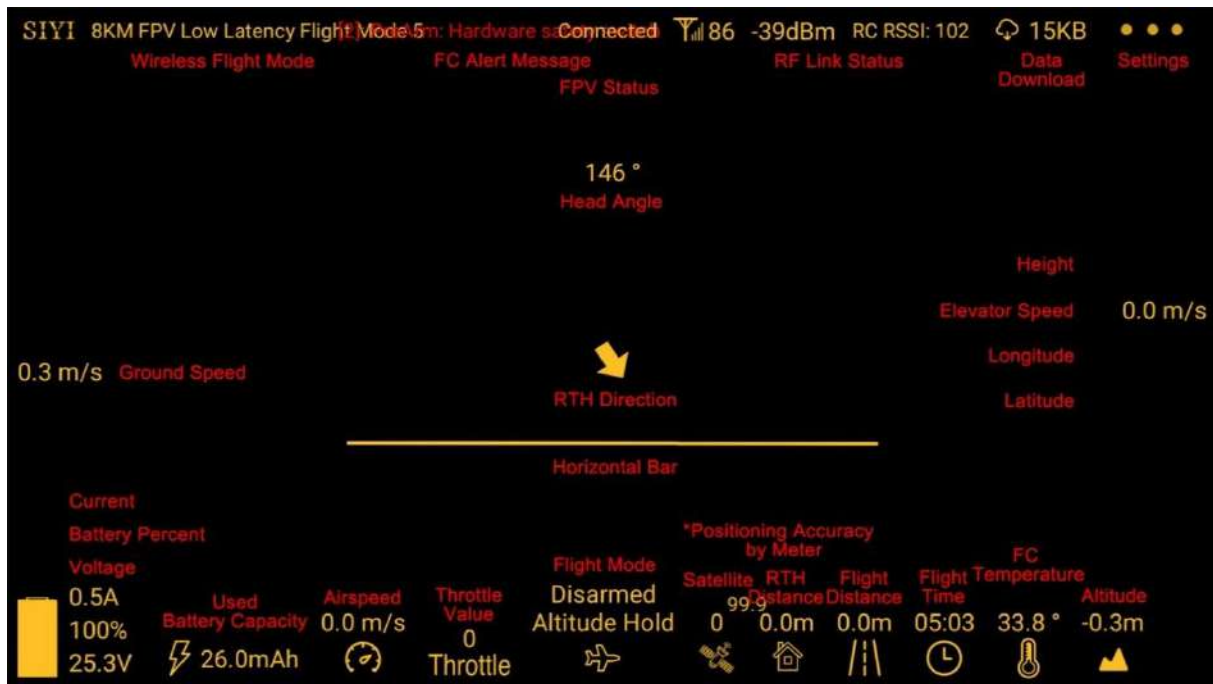 SIYI 8KM FPV Low Latency Flight Mode 5 Connected 86 -39dBm RC RSSI: 102 15KB
Wireless Flight Mode FC Alert Message RF Link Status Data Download Settings
FPV Status
146 °
Head Angle
Height
Elevator Speed 0.0 m/s
Longitude
0.3 m/s Ground Speed
RTH Direction Latitude
Horizontal Bar
Current
Battery Percent
Voltage
*Positioning Accuracy
by Meter
Flight Mode
FC
Temperature
Used
Battery Capacity
Airspeed
Throttle
Value
Satellite
RTH
Distance
Flight
Distance
Flight
Time
Altitude
0.5A
100%
25.3V
26.0mAh
0.0 m/s
0
Throttle
Disarmed
Altitude Hold
99.9
0 0.0m 0.0m 05:03 33.8 ° -0.3m